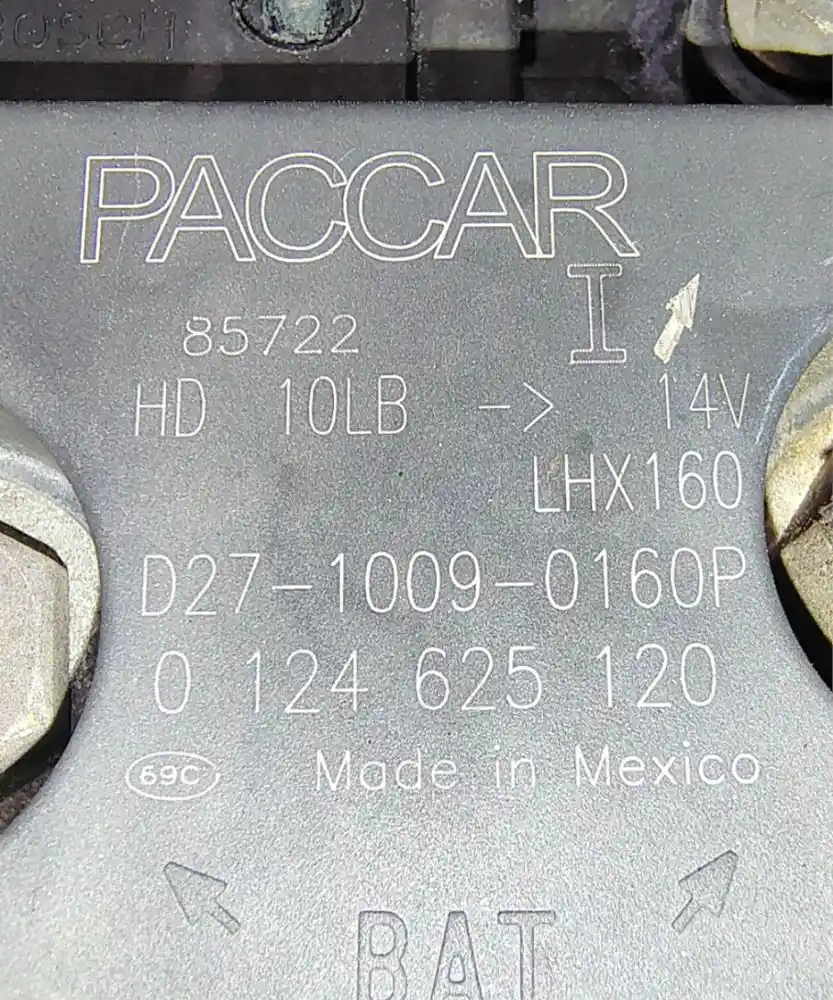 BOSCH
PACCAR
I
85722
HD 10LB -> 14V
LHX160
D27-1009-0160P
0 124 625 120
69C Made in Mexico
BAT